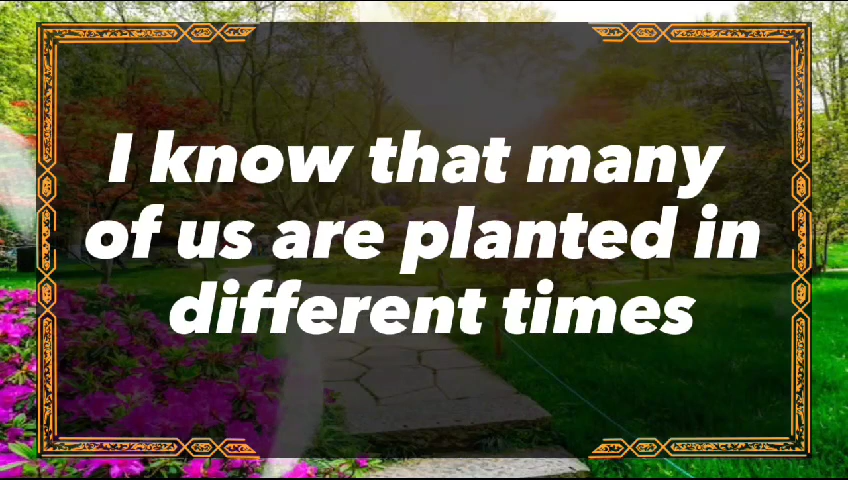 I know that many
of us are planted in
different times